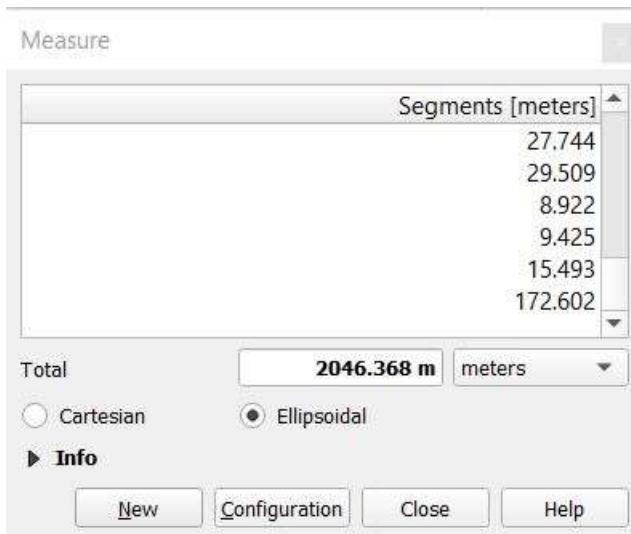 Measure
Segments [meters]
27.744
29.509
8.922
9.425
15.493
172.602
Total 2046.368 m meters
Cartesian Ellipsoidal
Info
New Configuration Close Help